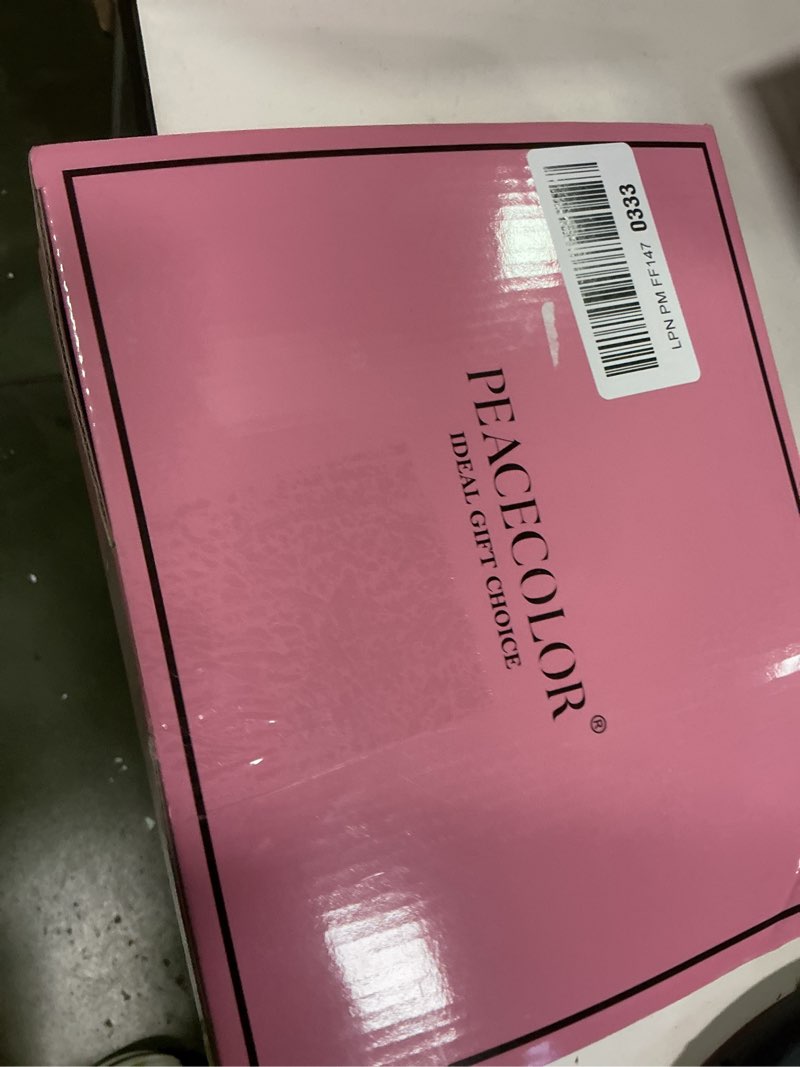 PEACECOLOR®
IDEAL GIFT CHOICE
LPN PM FF147 0333